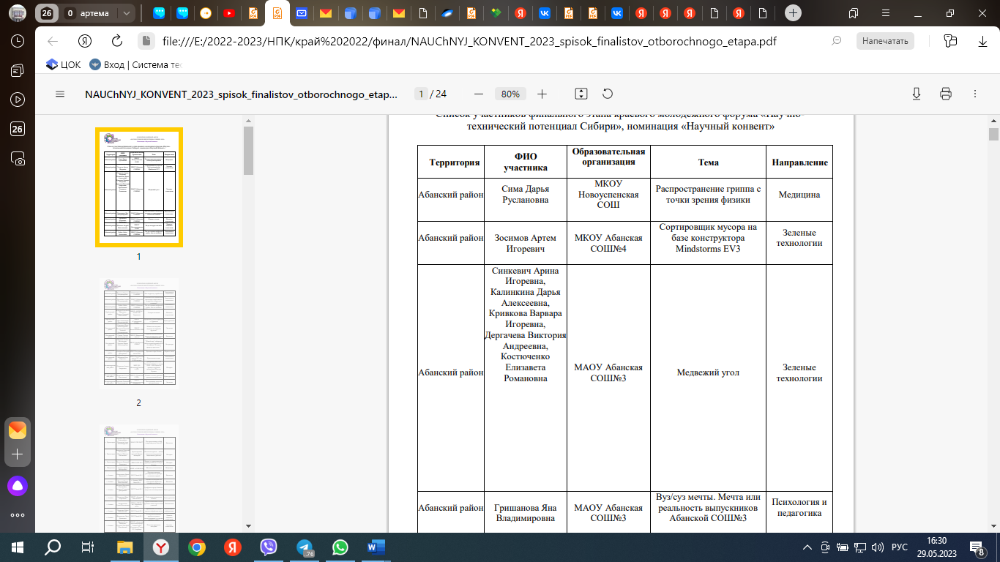 26
артема
0
file:///E:/2022-2023/НПК/край%202022/финал/NAUChNYJ_KONVENT_2023_spisok_finalistov_otborochnogo_etapa.pdf
Напечатать
ЦОК
Вход | Система тес
NAUChNYJ_KONVENT_2023_spisok_finalistov_otborochnogo_etap...
1 / 24
80%
26
1
2
Список участников финального этапа краевого молодежного форума «Научно-
технический потенциал Сибири», номинация «Научный конвент»
Территория
ФИО
участника
Образовательная
организация
Тема
Направление
Абанский район
Сима Дарья
Руслановна
МКОУ
Новоуспенская
СОШ
Распространение гриппа с
точки зрения физики
Медицина
Абанский район
Зосимов Артем
Игоревич
МКОУ Абанская
СОШ№4
Сортировщик мусора на
базе конструктора
Mindstorms EV3
Зеленые
технологии
Абанский район
Синкевич Арина
Игоревна,
Калинкина Дарья
Алексеевна,
Кривкова Варвара
Игоревна,
Дергачева Виктория
Андреевна,
Костюченко
Елизавета
Романовна
МАОУ Абанская
СОШ№3
Медвежий угол
Зеленые
технологии
Абанский район
Гришанова Яна
Владимировна
МАОУ Абанская
СОШ№3
Вуз/суз мечты. Мечта или
реальность выпускников
Абанской СОШ№3
Психология и
педагогика
76
РУС
16:30
29.05.2023
8